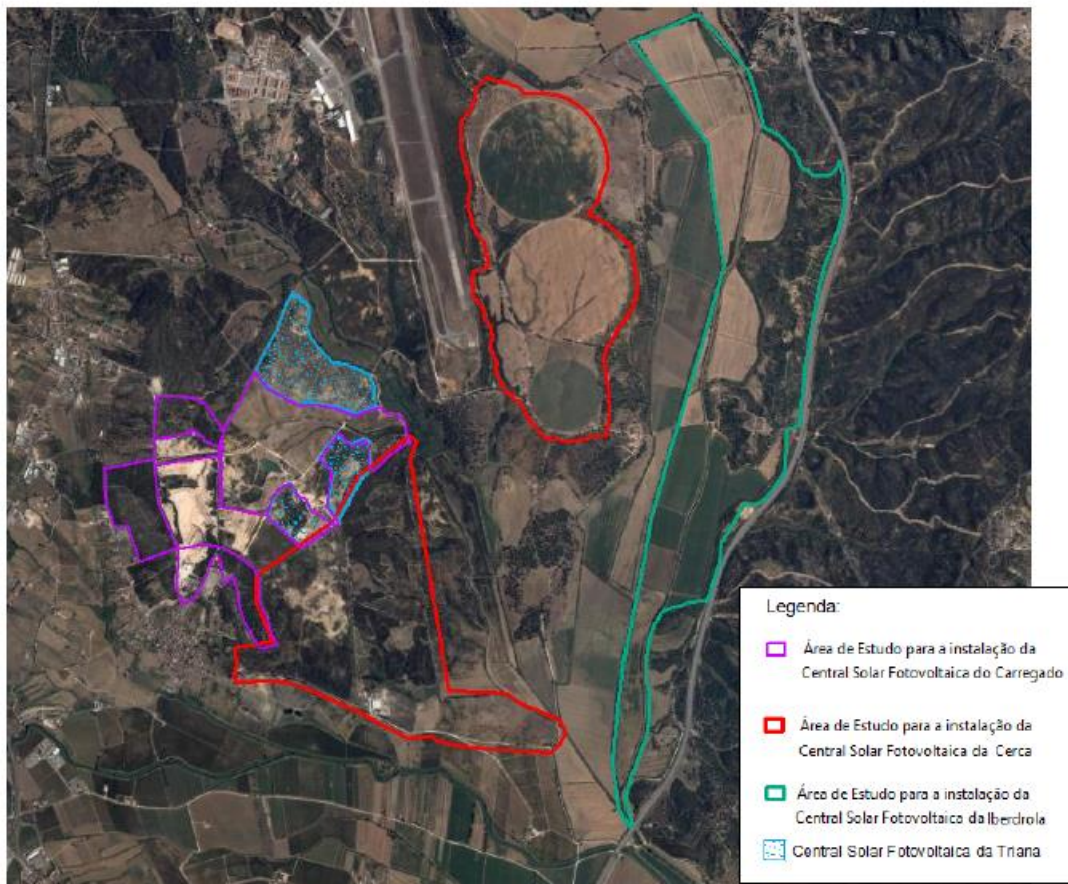 Legenda:
Área de Estudo para a instalação da
Central Solar Fotovoltaica do Carregado
Área de Estudo para a instalação da
Central Solar Fotovoltaica da Cerca
Área de Estudo para a instalação da
Central Solar Fotovoltaica da Iberdrola
Central Solar Fotovoltaica da Triana